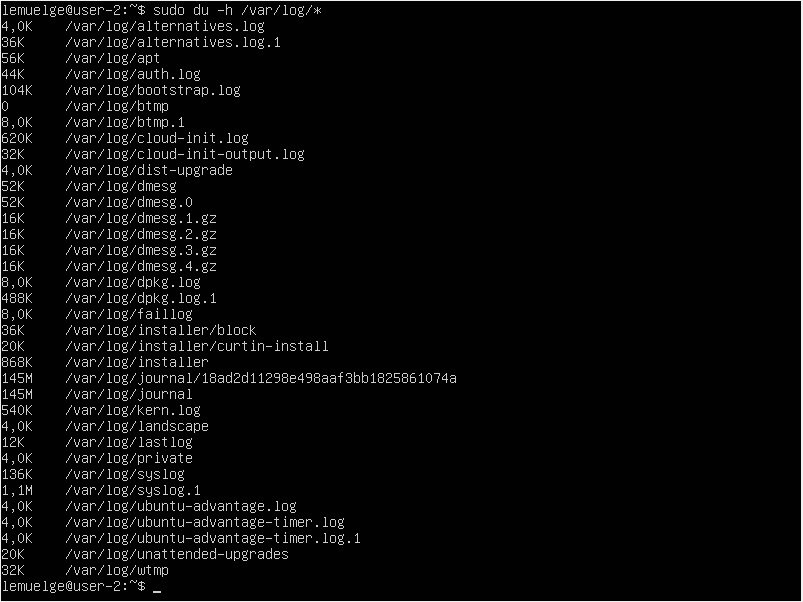 lemuelge@user-2:~$ sudo du -h /var/log/*
4,0K    /var/log/alternatives.log
36K     /var/log/alternatives.log.1
56K     /var/log/apt
44K     /var/log/auth.log
104K    /var/log/bootstrap.log
0       /var/log/btmp
8,0K    /var/log/btmp.1
620K    /var/log/cloud-init.log
32K     /var/log/cloud-init-output.log
4,0K    /var/log/dist-upgrade
52K     /var/log/dmesg
52K     /var/log/dmesg.0
16K     /var/log/dmesg.1.gz
16K     /var/log/dmesg.2.gz
16K     /var/log/dmesg.3.gz
16K     /var/log/dmesg.4.gz
8,0K    /var/log/dpkg.log
488K    /var/log/dpkg.log.1
8,0K    /var/log/faillog
36K     /var/log/installer/block
20K     /var/log/installer/curtin-install
868K    /var/log/installer
145M    /var/log/journal/18ad2d11298e498aaf3bb1825861074a
145M    /var/log/journal
540K    /var/log/kern.log
4,0K    /var/log/landscape
12K     /var/log/lastlog
4,0K    /var/log/private
136K    /var/log/syslog
1,1M    /var/log/syslog.1
4,0K    /var/log/ubuntu-advantage.log
4,0K    /var/log/ubuntu-advantage-timer.log
4,0K    /var/log/ubuntu-advantage-timer.log.1
20K     /var/log/unattended-upgrades
32K     /var/log/wtmp
lemuelge@user-2:~$ _